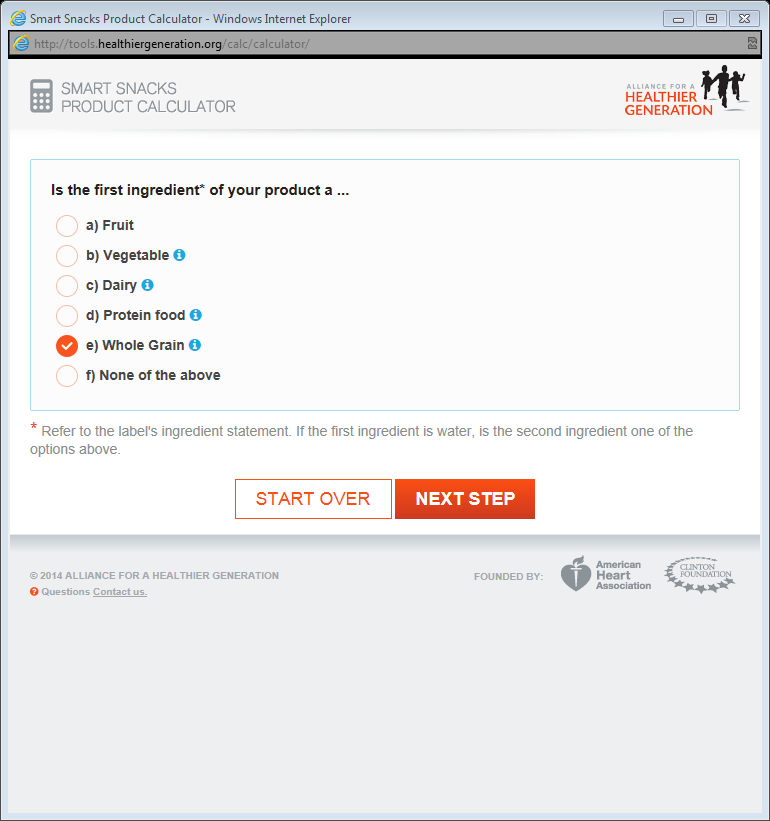 Smart Snacks Product Calculator - Windows Internet Explorer
http://tools.healthiergeneration.org/calc/calculator/
SMART SNACKS
PRODUCT CALCULATOR
ALLIANCE FOR A
HEALTHIER
GENERATION
Is the first ingredient* of your product a ...
a) Fruit
b) Vegetable
c) Dairy
d) Protein food
e) Whole Grain
f) None of the above
* Refer to the label's ingredient statement. If the first ingredient is water, is the second ingredient one of the
options above.
START OVER
NEXT STEP
© 2014 ALLIANCE FOR A HEALTHIER GENERATION
? Questions Contact us.
FOUNDED BY:
American
Heart
Association
CLINTON
FOUNDATION